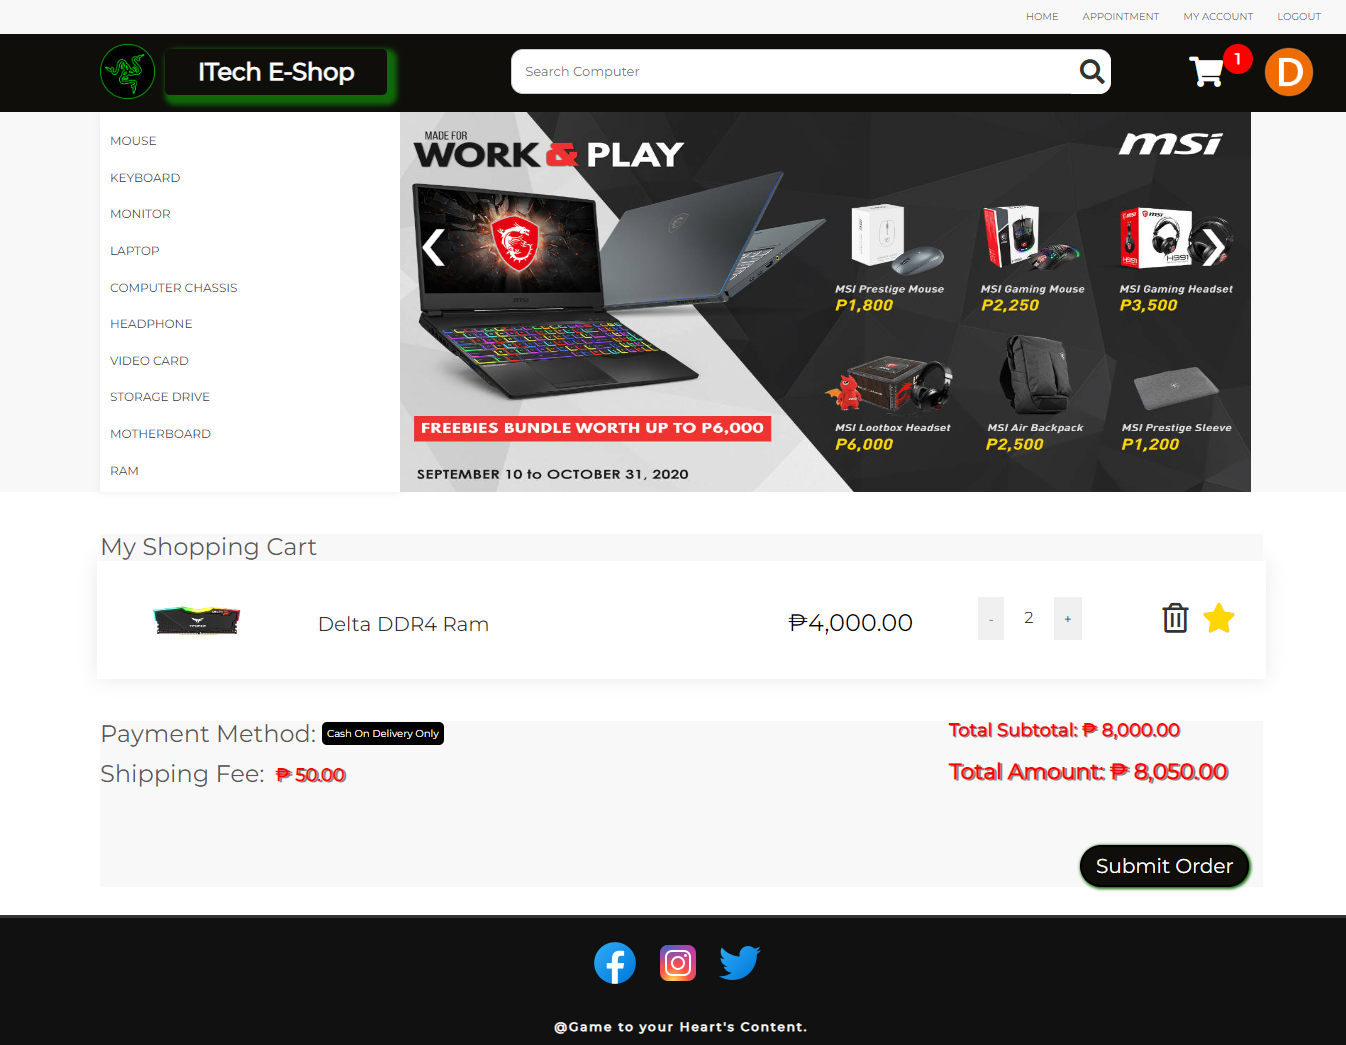 HOME APPOINTMENT MY ACCOUNT LOGOUT
ITech E-Shop
Search Computer
1
D
MOUSE
KEYBOARD
MONITOR
LAPTOP
COMPUTER CHASSIS
HEADPHONE
VIDEO CARD
STORAGE DRIVE
MOTHERBOARD
RAM
MADE FOR
WORK & PLAY
msi
MSI Prestige Mouse
P1,800
MSI Gaming Mouse
P2,250
MSI Gaming Headset
P3,500
MSI Lootbox Headset
P6,000
MSI Air Backpack
P2,500
MSI Prestige Sleeve
P1,200
FREEBIES BUNDLE WORTH UP TO P6,000
SEPTEMBER 10 to OCTOBER 31, 2020
My Shopping Cart
Delta DDR4 Ram
₱4,000.00
- 2 +
Payment Method: Cash On Delivery Only
Total Subtotal: ₱ 8,000.00
Shipping Fee: ₱ 50.00
Total Amount: ₱ 8,050.00
Submit Order
@Game to your Heart's Content.